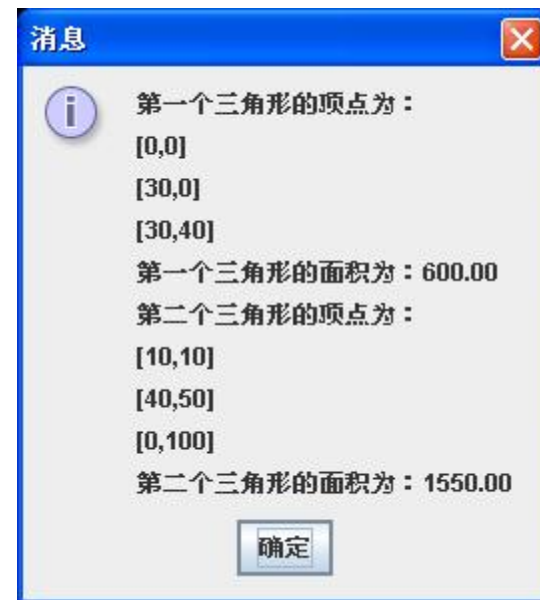 消息
第一个三角形的顶点为：
[0,0]
[30,0]
[30,40]
第一个三角形的面积为：600.00
第二个三角形的顶点为：
[10,10]
[40,50]
[0,100]
第二个三角形的面积为：1550.00
确定